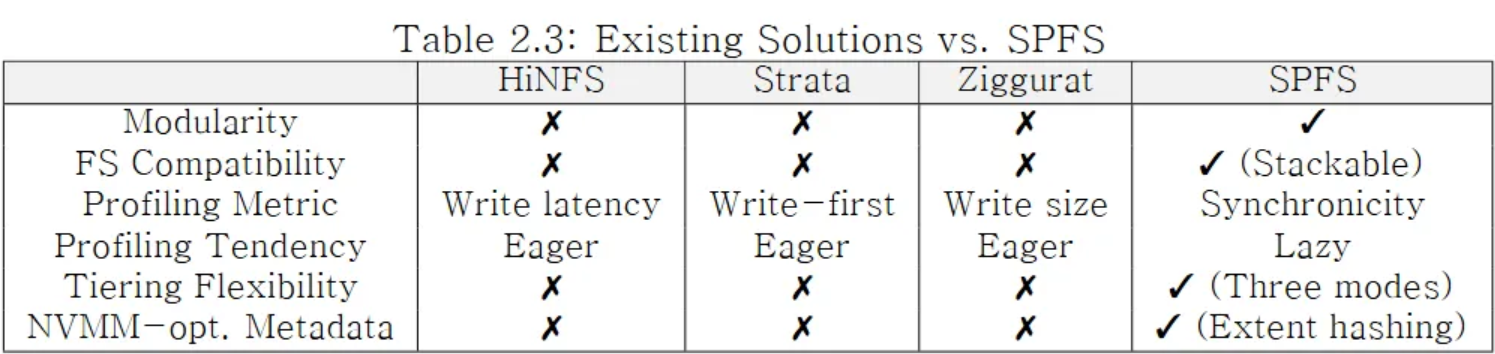 Table 2.3: Existing Solutions vs. SPFS
HiNFS Strata Ziggurat SPFS
Modularity ✗ ✗ ✗ ✓
FS Compatibility ✗ ✗ ✗ ✓ (Stackable)
Profiling Metric Write latency Write-first Write size Synchronicity
Profiling Tendency Eager Eager Eager Lazy
Tiering Flexibility ✗ ✗ ✗ ✓ (Three modes)
NVMM-opt. Metadata ✗ ✗ ✗ ✓ (Extent hashing)